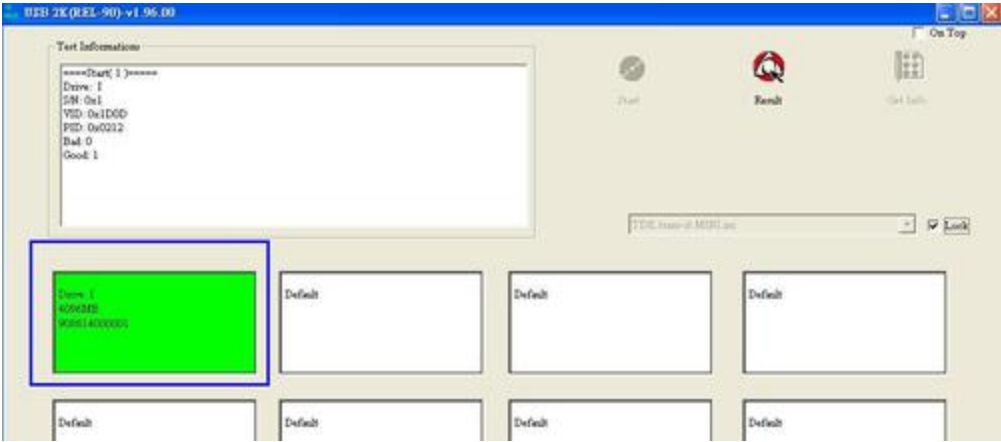 USB 2K (REL-90)-v1.96.00
On Top
Test Informations
====Start( 1 )=====
Drive: I
S/N: 0x1
VID: 0x1D0D
PID: 0x0212
Bad: 0
Good: 1
Start
Result
Get Info
Lock
Drive: I
4096MB
908614000001
Default
Default
Default
Default
Default
Default
Default